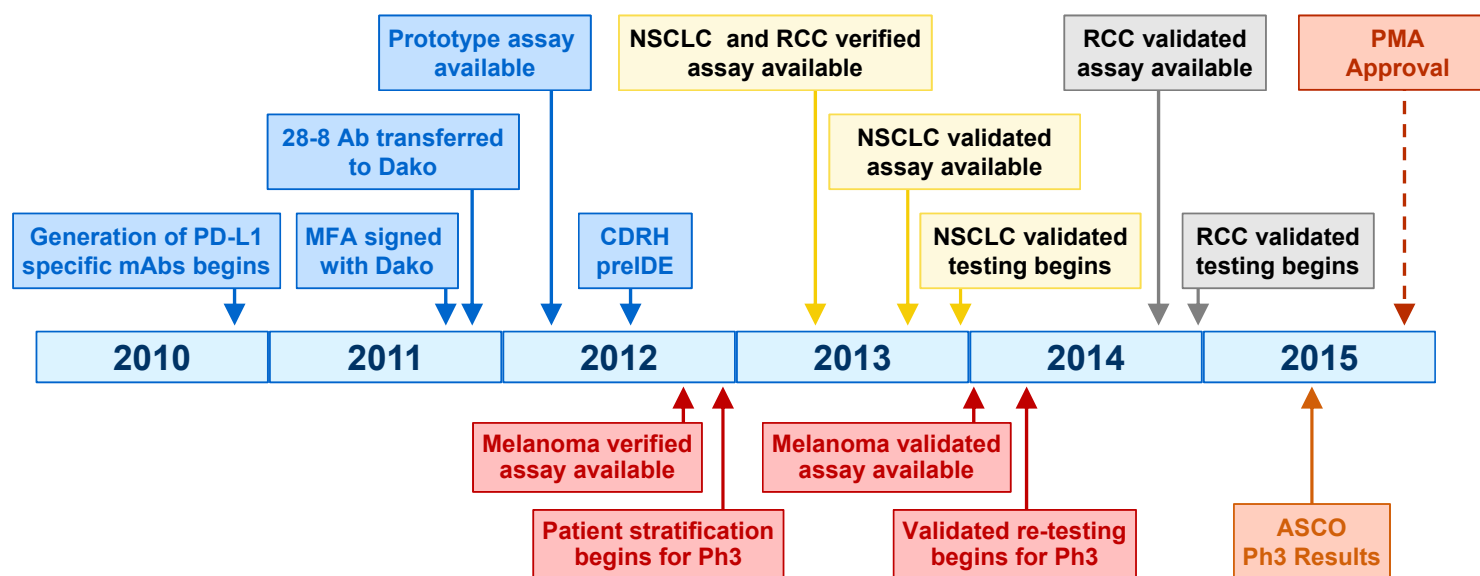 Prototype assay
available
NSCLC and RCC verified
assay available
RCC validated
assay available
PMA
Approval
28-8 Ab transferred
to Dako
NSCLC validated
assay available
Generation of PD-L1
specific mAbs begins
MFA signed
with Dako
CDRH
preIDE
NSCLC validated
testing begins
RCC validated
testing begins
2010
2011
2012
2013
2014
2015
Melanoma verified
assay available
Melanoma validated
assay available
Patient stratification
begins for Ph3
Validated re-testing
begins for Ph3
ASCO
Ph3 Results